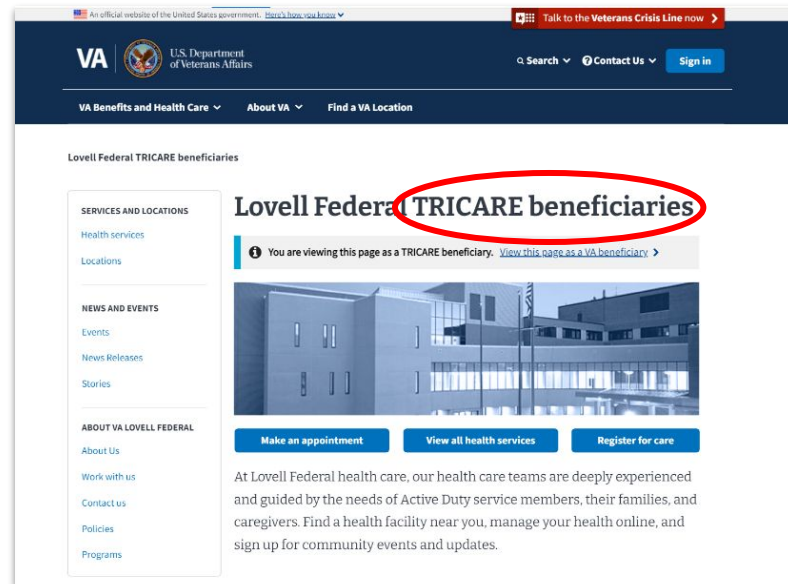 An official website of the United States government. Here's how you know
Talk to the Veterans Crisis Line now
VA
U.S. Department
of Veterans Affairs
Search
Contact Us
Sign in
VA Benefits and Health Care
About VA
Find a VA Location
Lovell Federal TRICARE beneficiaries
SERVICES AND LOCATIONS
Health services
Locations
NEWS AND EVENTS
Events
News Releases
Stories
ABOUT VA LOVELL FEDERAL
About Us
Work with us
Contact us
Policies
Programs
Lovell Federal TRICARE beneficiaries
You are viewing this page as a TRICARE beneficiary. View this page as a VA beneficiary
Make an appointment
View all health services
Register for care
At Lovell Federal health care, our health care teams are deeply experienced
and guided by the needs of Active Duty service members, their families, and
caregivers. Find a health facility near you, manage your health online, and
sign up for community events and updates.